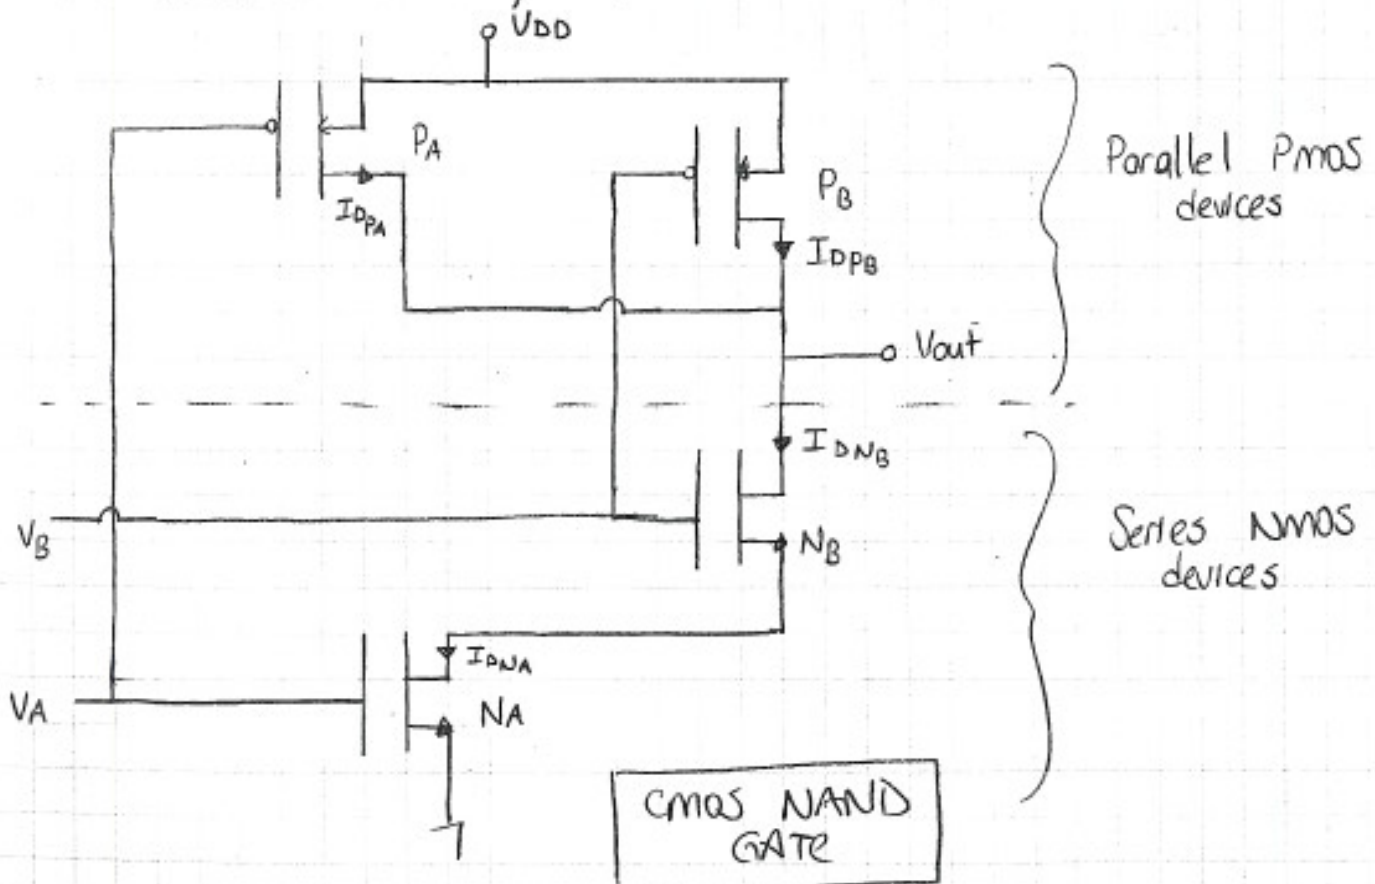 VDD
PA
IDPA
PB
IDPB
Parallel PMOS
devices
Vout
IDNB
VB
NB
Series NMOS
devices
IDNA
VA
NA
CMOS NAND
GATE